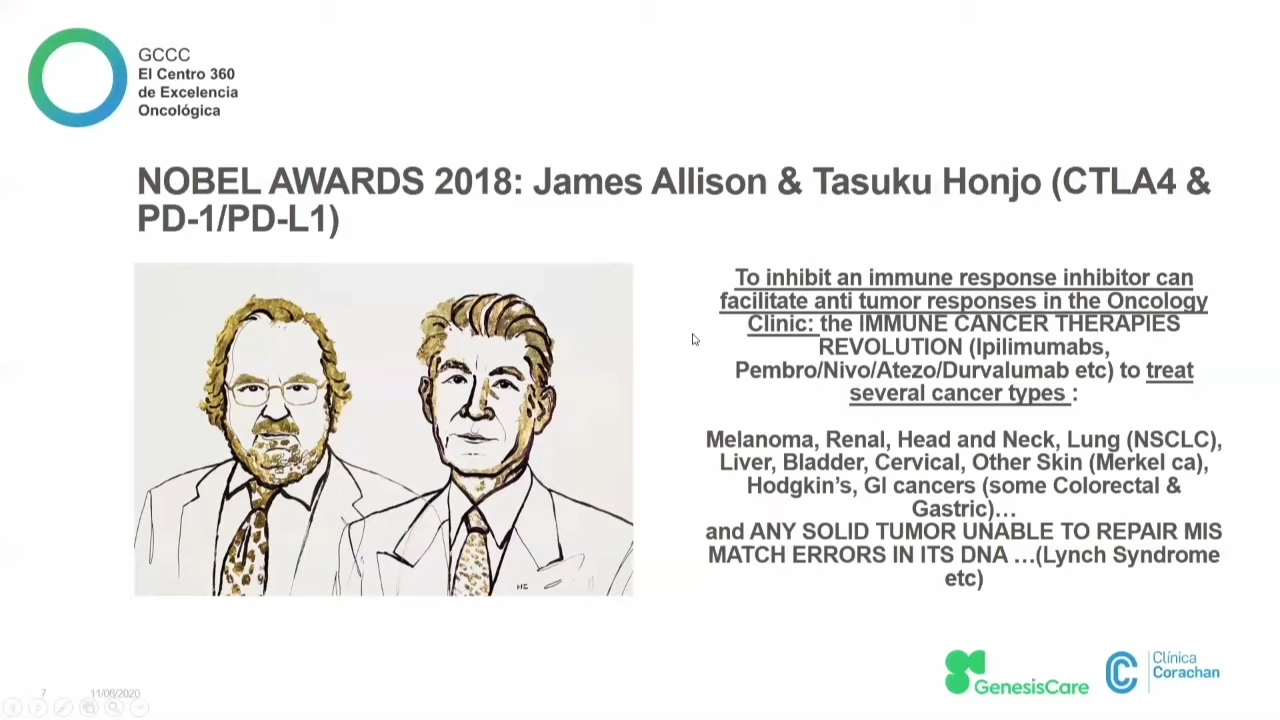 GCCC
El Centro 360
de Excelencia
Oncológica
NOBEL AWARDS 2018: James Allison & Tasuku Honjo (CTLA4 &
PD-1/PD-L1)
To inhibit an immune response inhibitor can
facilitate anti tumor responses in the Oncology
Clinic: the IMMUNE CANCER THERAPIES
REVOLUTION (Ipilimumabs,
Pembro/Nivo/Atezo/Durvalumab etc) to treat
several cancer types :
Melanoma, Renal, Head and Neck, Lung (NSCLC),
Liver, Bladder, Cervical, Other Skin (Merkel ca),
Hodgkin's, GI cancers (some Colorectal &
Gastric)…
and ANY SOLID TUMOR UNABLE TO REPAIR MIS
MATCH ERRORS IN ITS DNA …(Lynch Syndrome
etc)
GenesisCare
Clínica
Corachan
7 11/06/2020